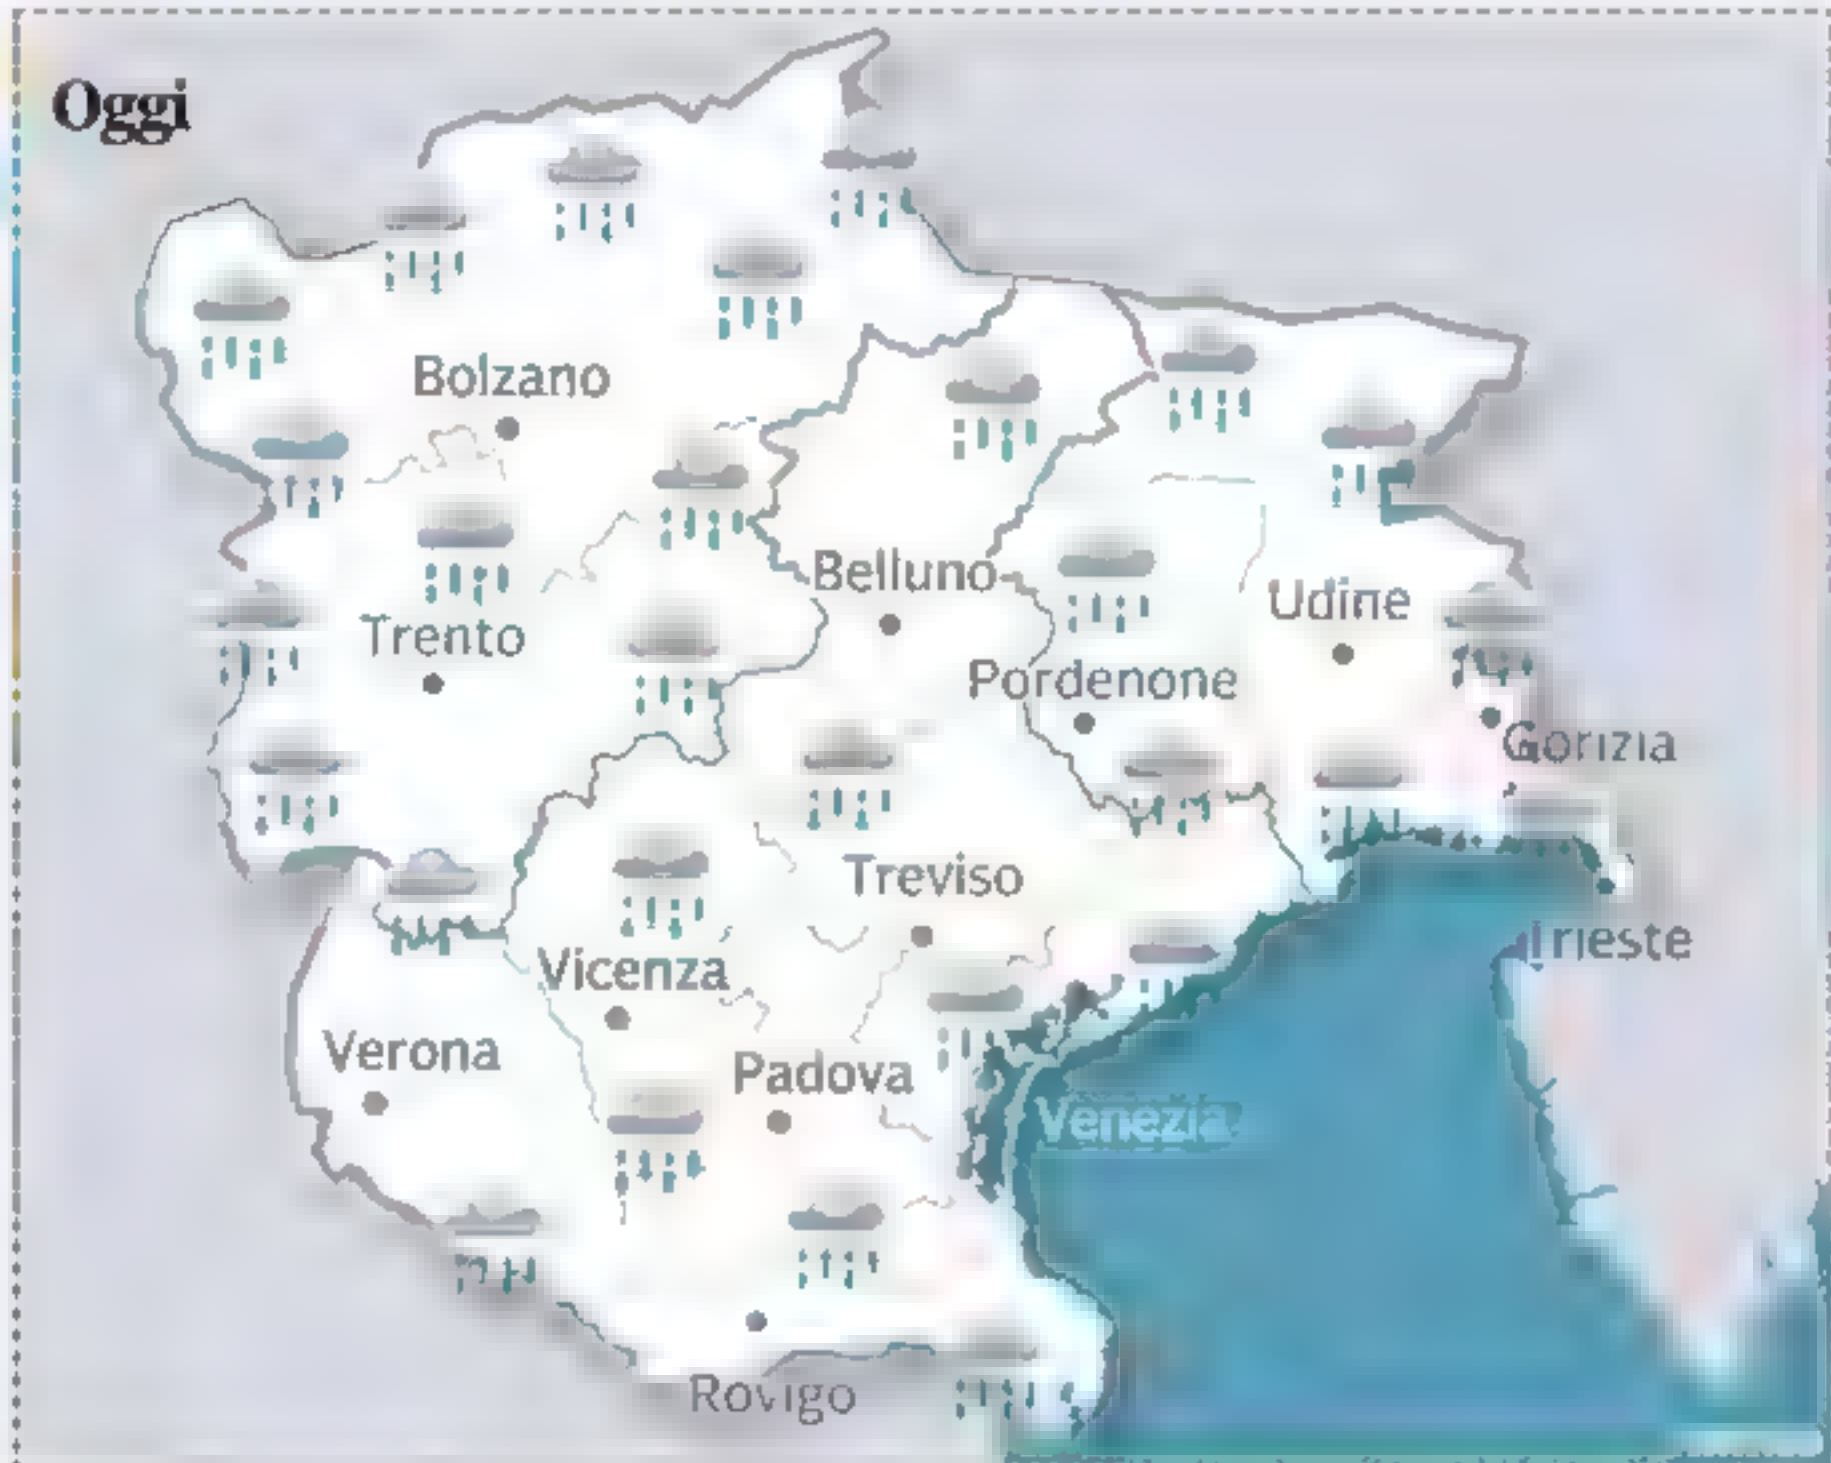 Oggi
Bolzano
Belluno
Udine
Trento
Pordenone
Gorizia
Treviso
Trieste
Vicenza
Verona
Padova
Venezia
Rovigo